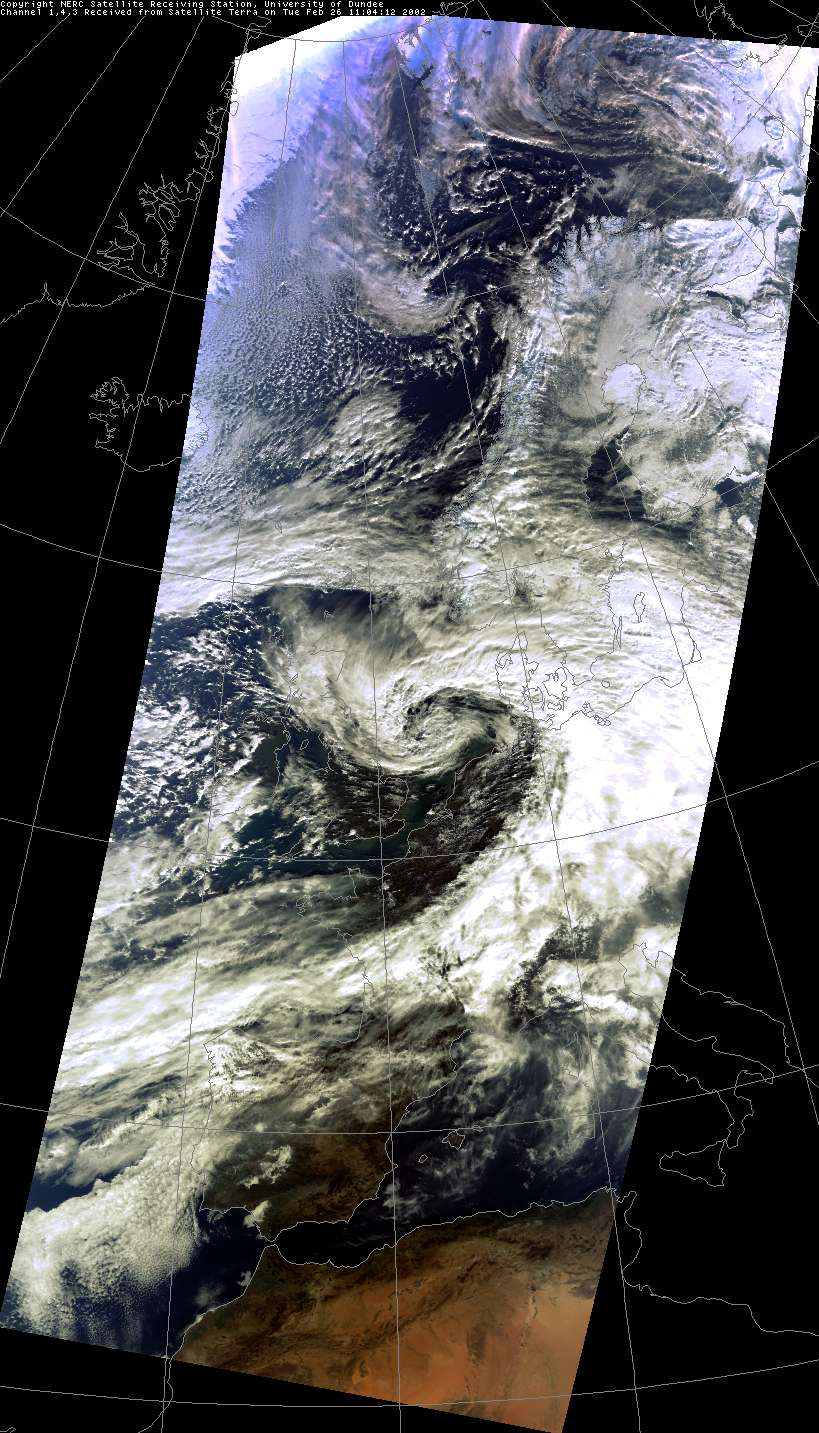 Copyright NERC Satellite Receiving Station, University of Dundee
Channel 1,4,3 Received from Satellite Terra on Tue Feb 26 11:04:12 2002